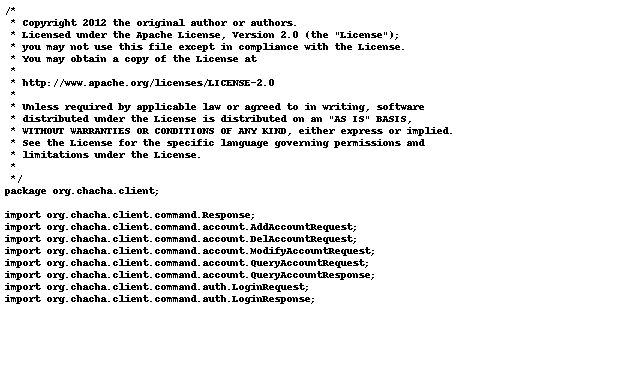 /*
 * Copyright 2012 the original author or authors.
 * Licensed under the Apache License, Version 2.0 (the "License");
 * you may not use this file except in compliance with the License.
 * You may obtain a copy of the License at
 *
 * http://www.apache.org/licenses/LICENSE-2.0
 *
 * Unless required by applicable law or agreed to in writing, software
 * distributed under the License is distributed on an "AS IS" BASIS,
 * WITHOUT WARRANTIES OR CONDITIONS OF ANY KIND, either express or implied.
 * See the License for the specific language governing permissions and
 * limitations under the License.
 *
 */
package org.chacha.client;

import org.chacha.client.command.Response;
import org.chacha.client.command.account.AddAccountRequest;
import org.chacha.client.command.account.DelAccountRequest;
import org.chacha.client.command.account.ModifyAccountRequest;
import org.chacha.client.command.account.QueryAccountRequest;
import org.chacha.client.command.account.QueryAccountResponse;
import org.chacha.client.command.auth.LoginRequest;
import org.chacha.client.command.auth.LoginResponse;